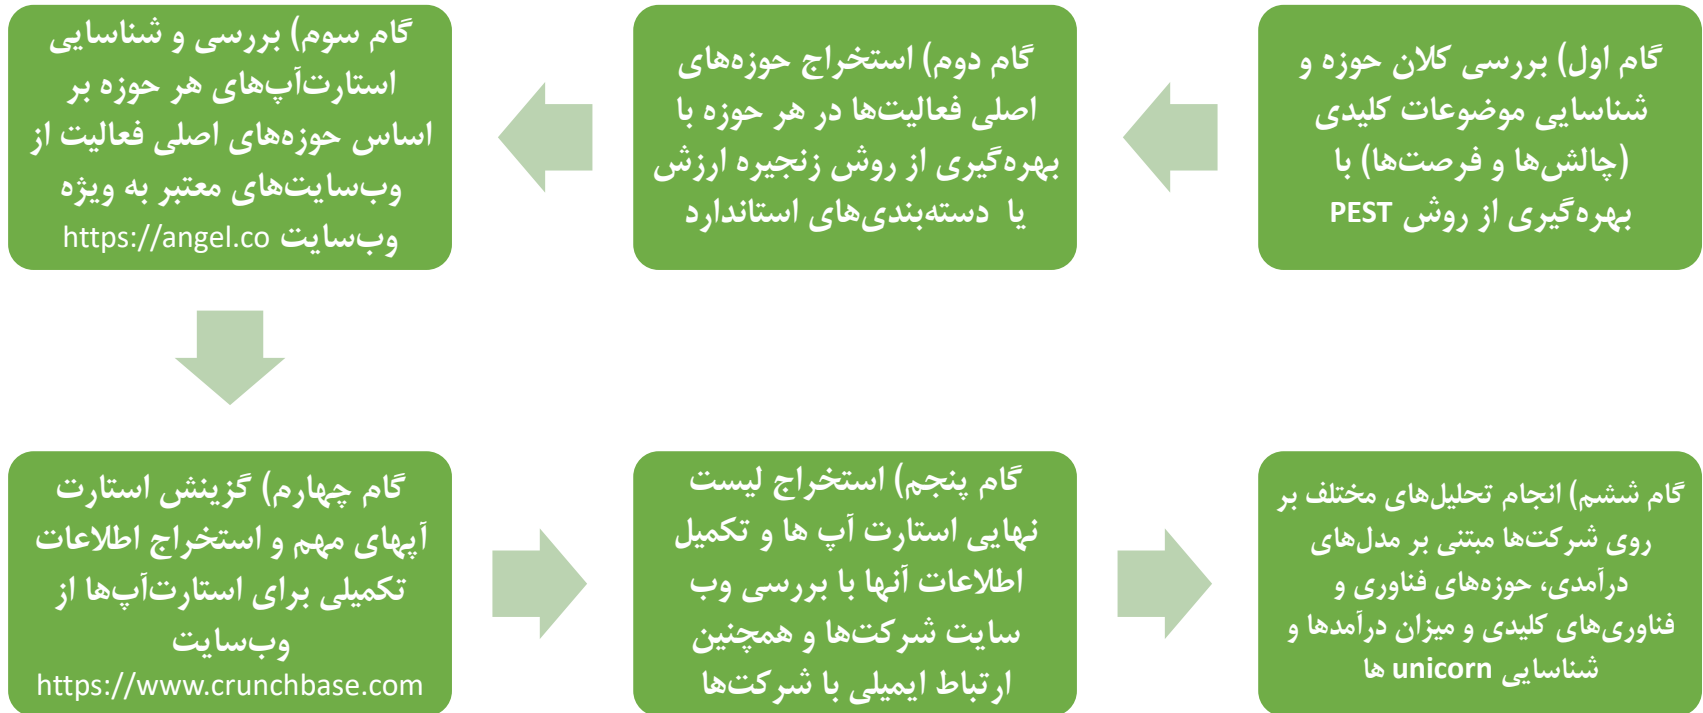 گام اول) بررسی کلان حوزه و
شناسایی موضوعات کلیدی
(چالش‌ها و فرصت‌ها) با
بهره‌گیری از روش PEST
گام دوم) استخراج حوزه‌های
اصلی فعالیت‌ها در هر حوزه با
بهره‌گیری از روش زنجیره ارزش
یا دسته‌بندی‌های استاندارد
گام سوم) بررسی و شناسایی
استارت‌آپ‌های هر حوزه بر
اساس حوزه‌های اصلی فعالیت از
وب‌سایت‌های معتبر به ویژه
وب‌سایت https://angel.co
گام چهارم) گزینش استارت
آپهای مهم و استخراج اطلاعات
تکمیلی برای استارت‌آپ‌ها از
وب‌سایت
https://www.crunchbase.com
گام پنجم) استخراج لیست
نهایی استارت آپ ها و تکمیل
اطلاعات آنها با بررسی وب
سایت شرکت‌ها و همچنین
ارتباط ایمیلی با شرکت‌ها
گام ششم) انجام تحلیل‌های مختلف بر
روی شرکت‌ها مبتنی بر مدل‌های
درآمدی، حوزه‌های فناوری و
فناوری‌های کلیدی و میزان درآمدها و
شناسایی unicorn ها